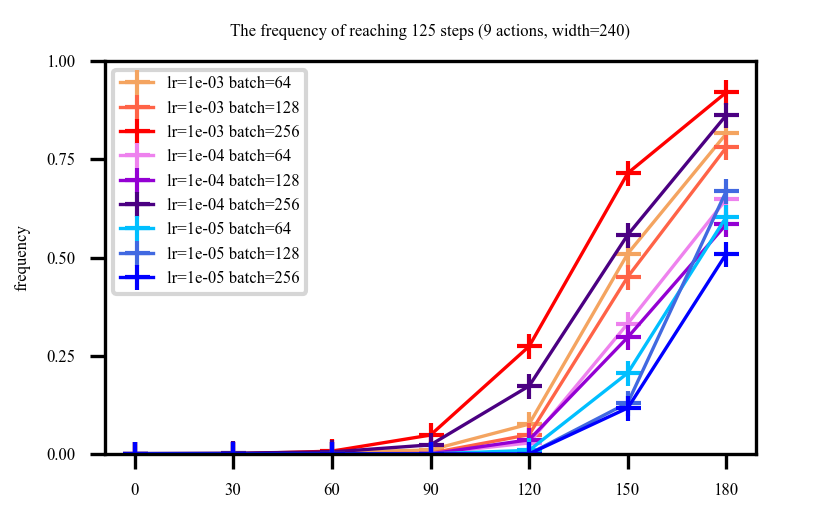 The frequency of reaching 125 steps (9 actions, width=240)
1.00
0.75
0.50
0.25
0.00
frequency
lr=1e-03 batch=64
lr=1e-03 batch=128
lr=1e-03 batch=256
lr=1e-04 batch=64
lr=1e-04 batch=128
lr=1e-04 batch=256
lr=1e-05 batch=64
lr=1e-05 batch=128
lr=1e-05 batch=256
0 30 60 90 120 150 180